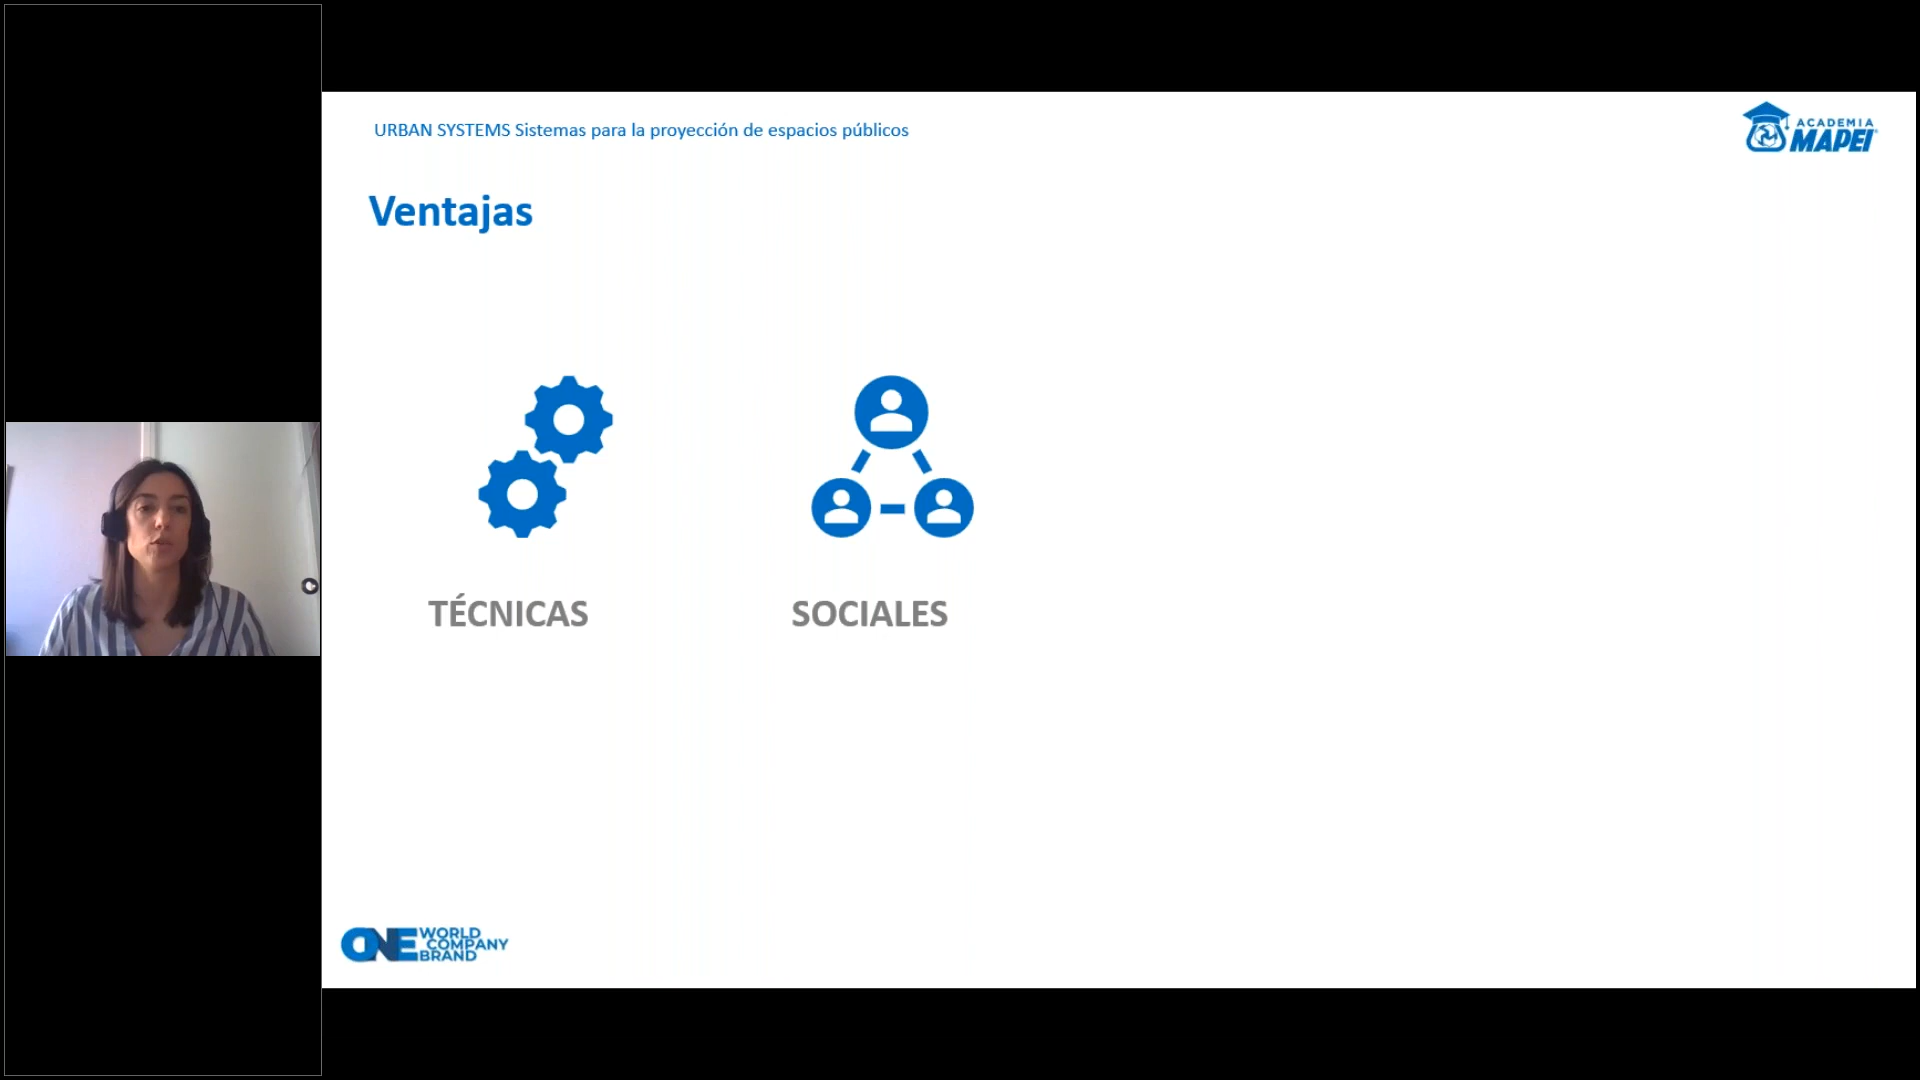 URBAN SYSTEMS Sistemas para la proyección de espacios públicos
ACADEMIA
MAPEI
Ventajas
TÉCNICAS
SOCIALES
ONE WORLD
COMPANY
BRAND